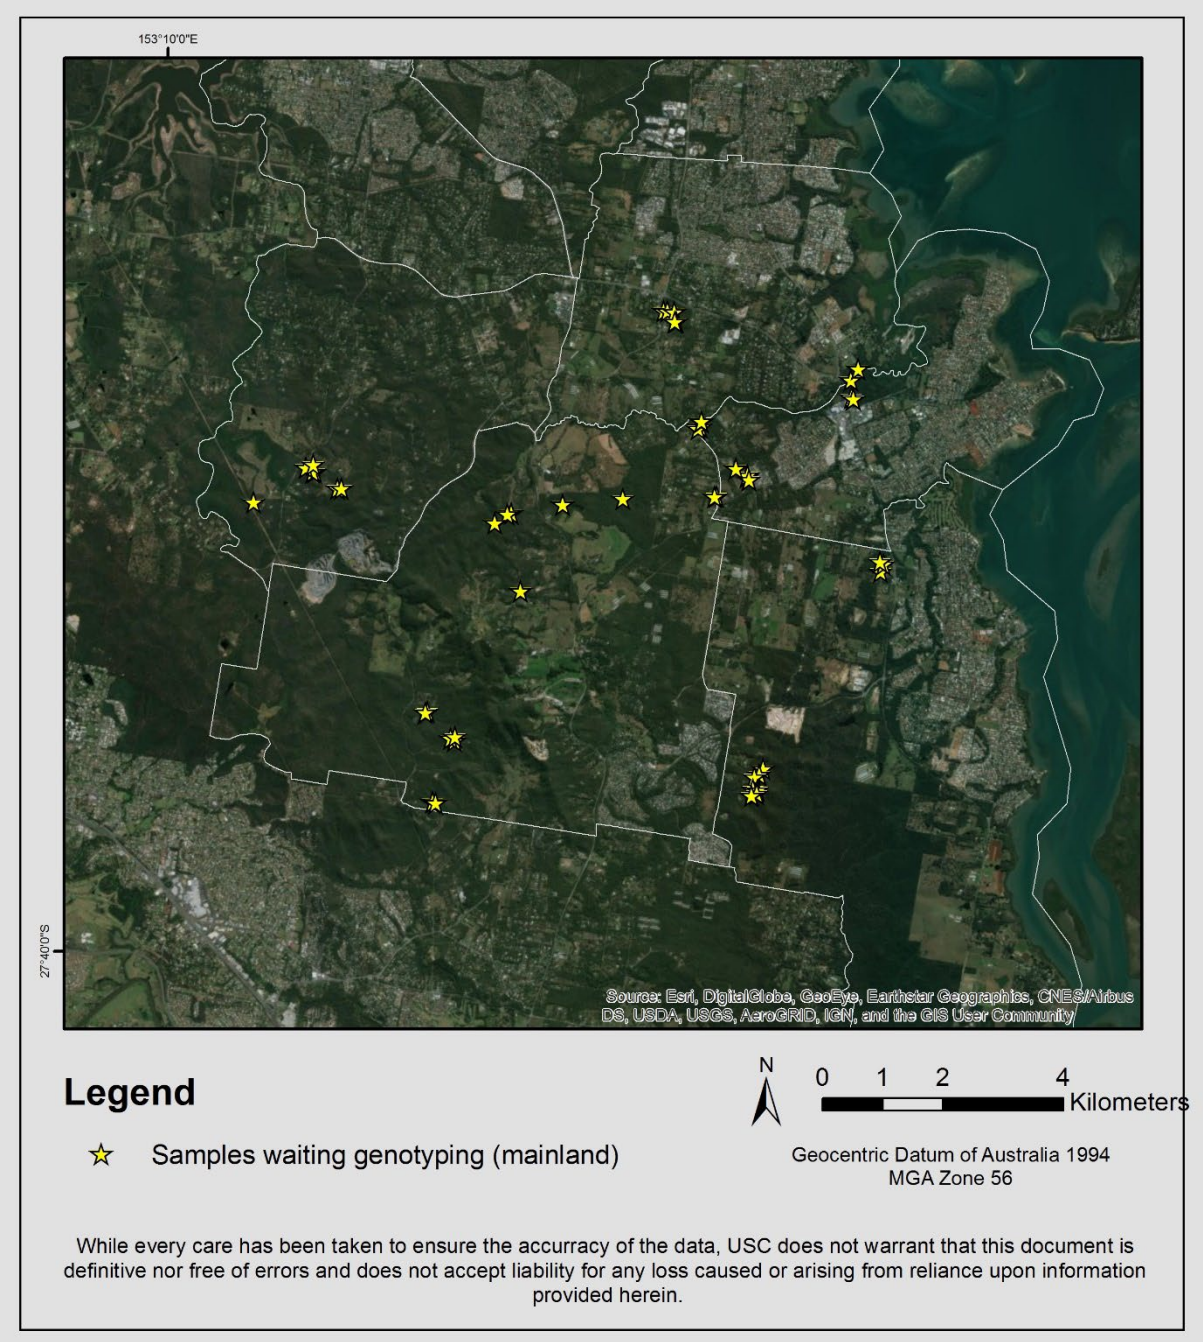 153°10'0"E
27°40'0"S
Source: Esri, DigitalGlobe, GeoEye, Earthstar Geographics, CNES/Airbus
DS, USDA, USGS, AeroGRID, IGN, and the GIS User Community
Legend
Samples waiting genotyping (mainland)
N
0 1 2 4
Kilometers
Geocentric Datum of Australia 1994
MGA Zone 56
While every care has been taken to ensure the accurracy of the data, USC does not warrant that this document is
definitive nor free of errors and does not accept liability for any loss caused or arising from reliance upon information
provided herein.